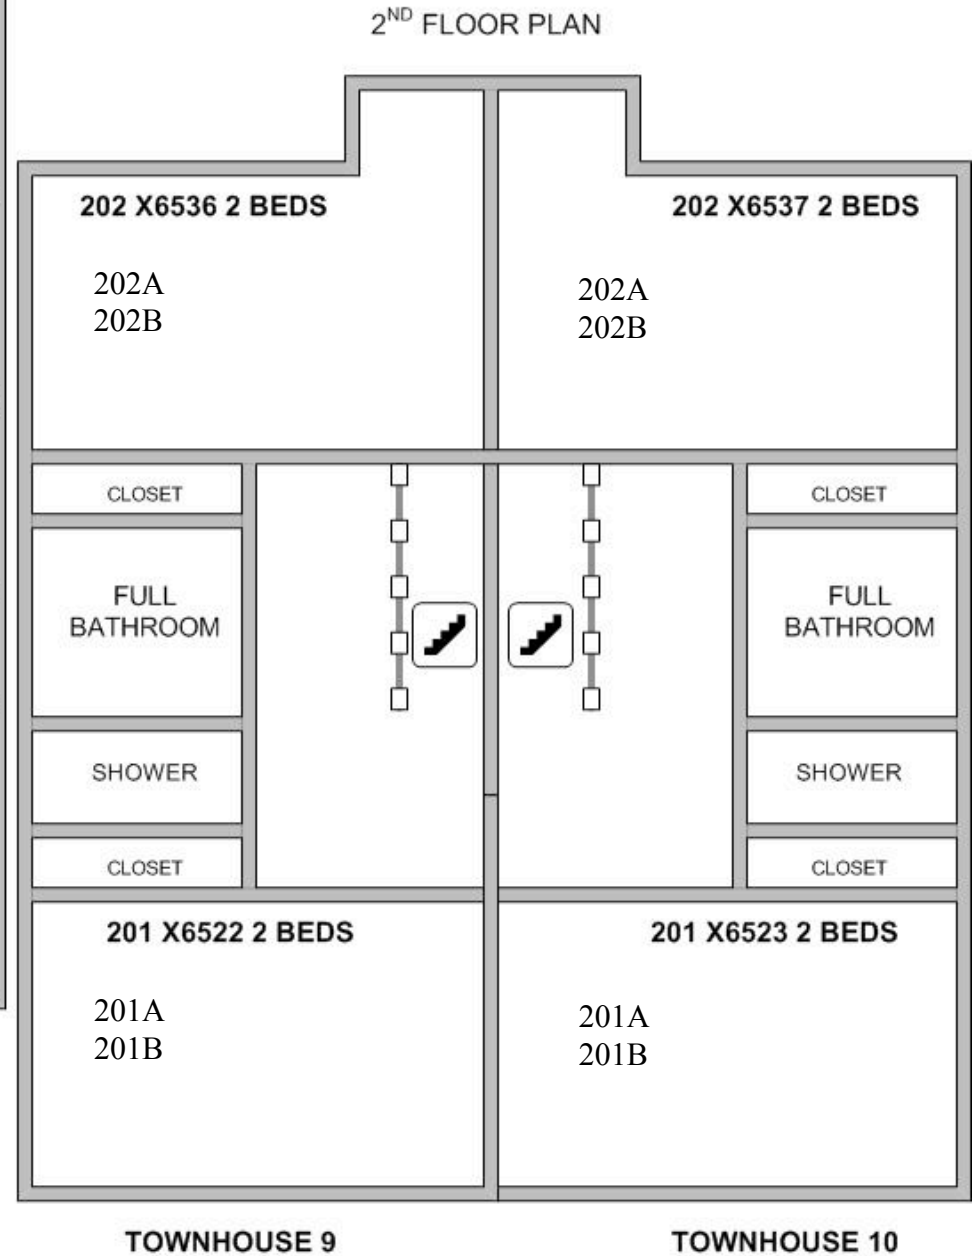 2ND FLOOR PLAN
202 X6536 2 BEDS
202A
202B
202 X6537 2 BEDS
202A
202B
CLOSET
FULL
BATHROOM
SHOWER
CLOSET
CLOSET
FULL
BATHROOM
SHOWER
CLOSET
201 X6522 2 BEDS
201A
201B
201 X6523 2 BEDS
201A
201B
TOWNHOUSE 9
TOWNHOUSE 10